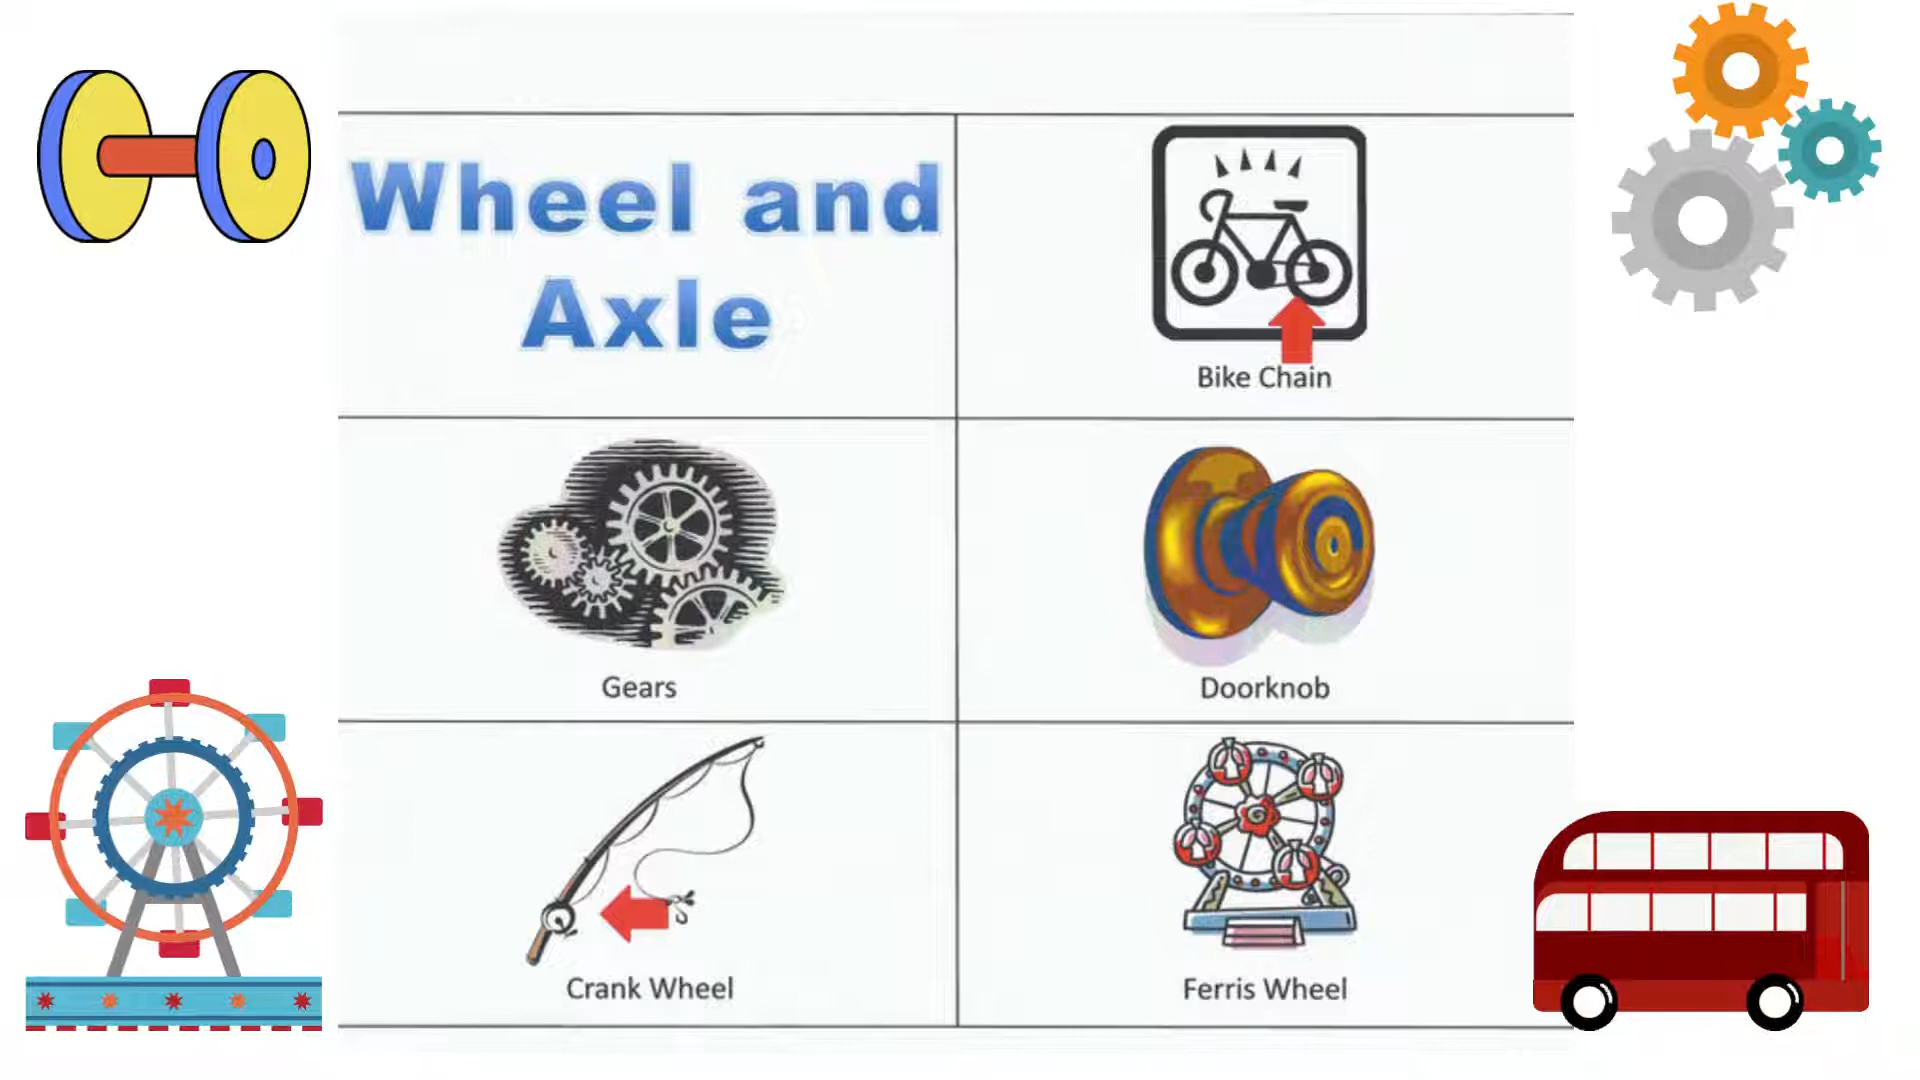 Wheel and
Axle
Bike Chain
Gears
Doorknob
Crank Wheel
Ferris Wheel